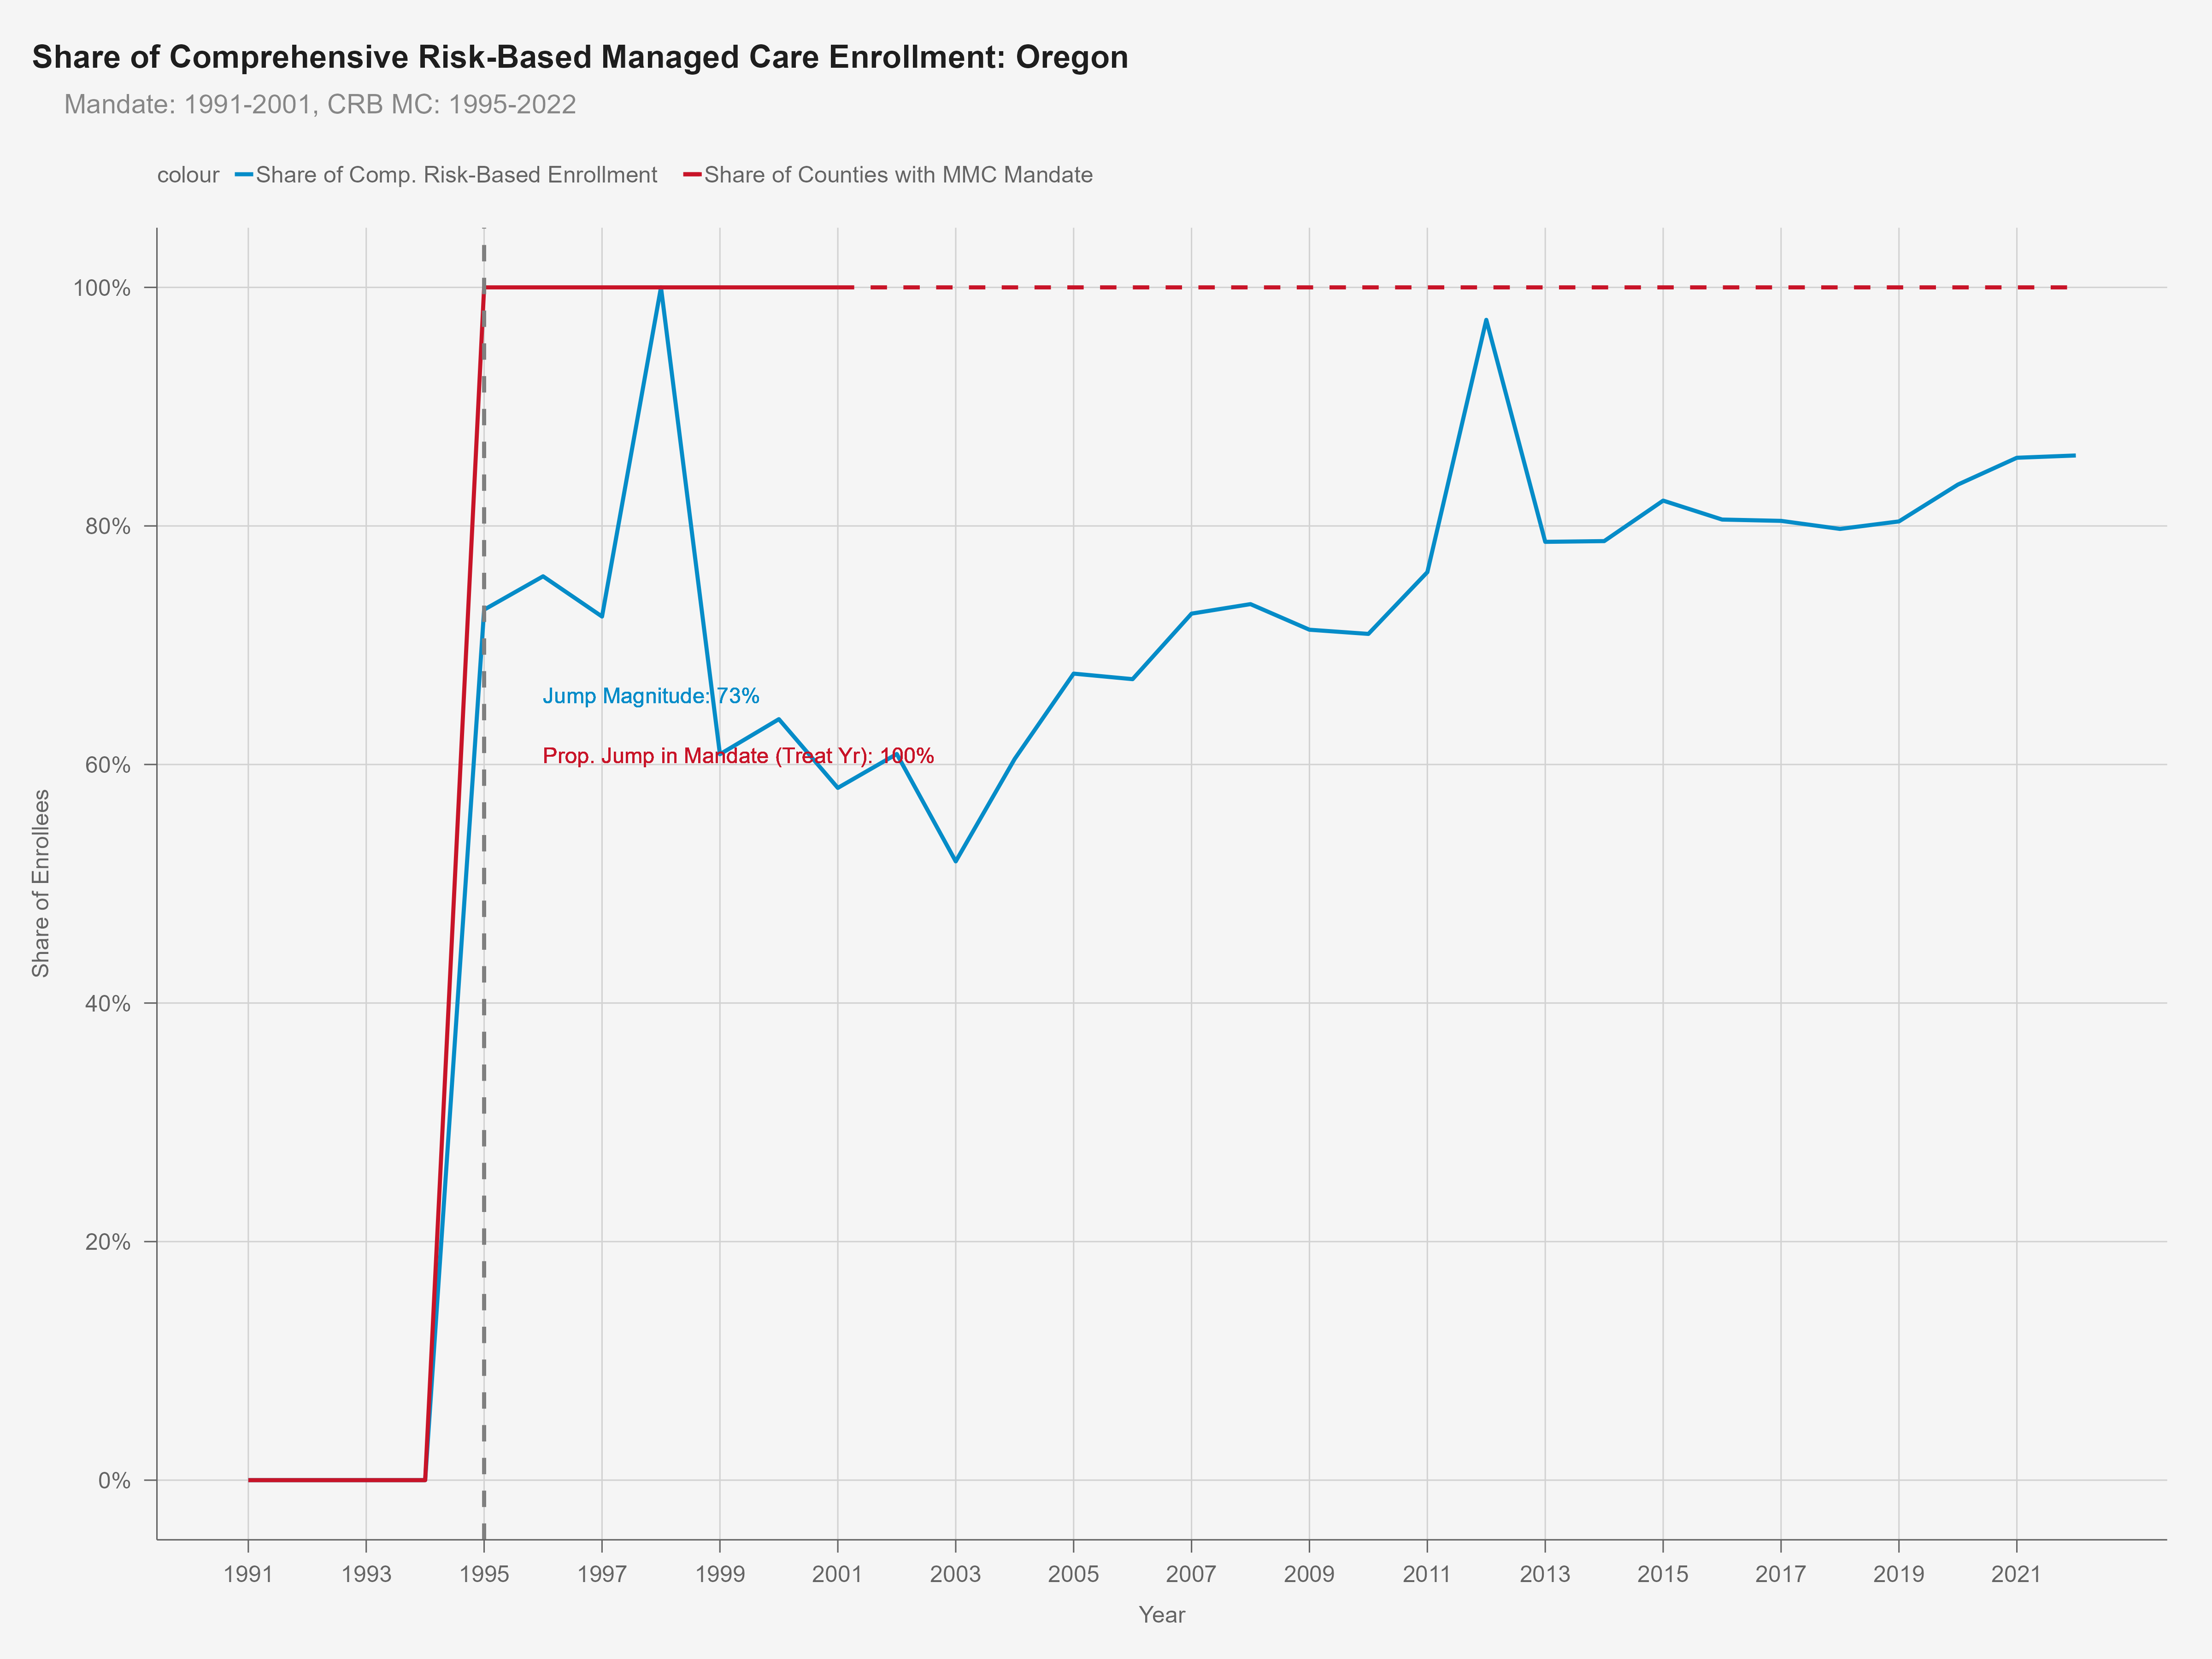 Share of Comprehensive Risk-Based Managed Care Enrollment: Oregon
Mandate: 1991-2001, CRB MC: 1995-2022
colour Share of Comp. Risk-Based Enrollment Share of Counties with MMC Mandate
100%
80%
Jump Magnitude: 73%
Prop. Jump in Mandate (Treat Yr): 100%
60%
Share of Enrollees
40%
20%
0%
1991 1993 1995 1997 1999 2001 2003 2005 2007 2009 2011 2013 2015 2017 2019 2021
Year